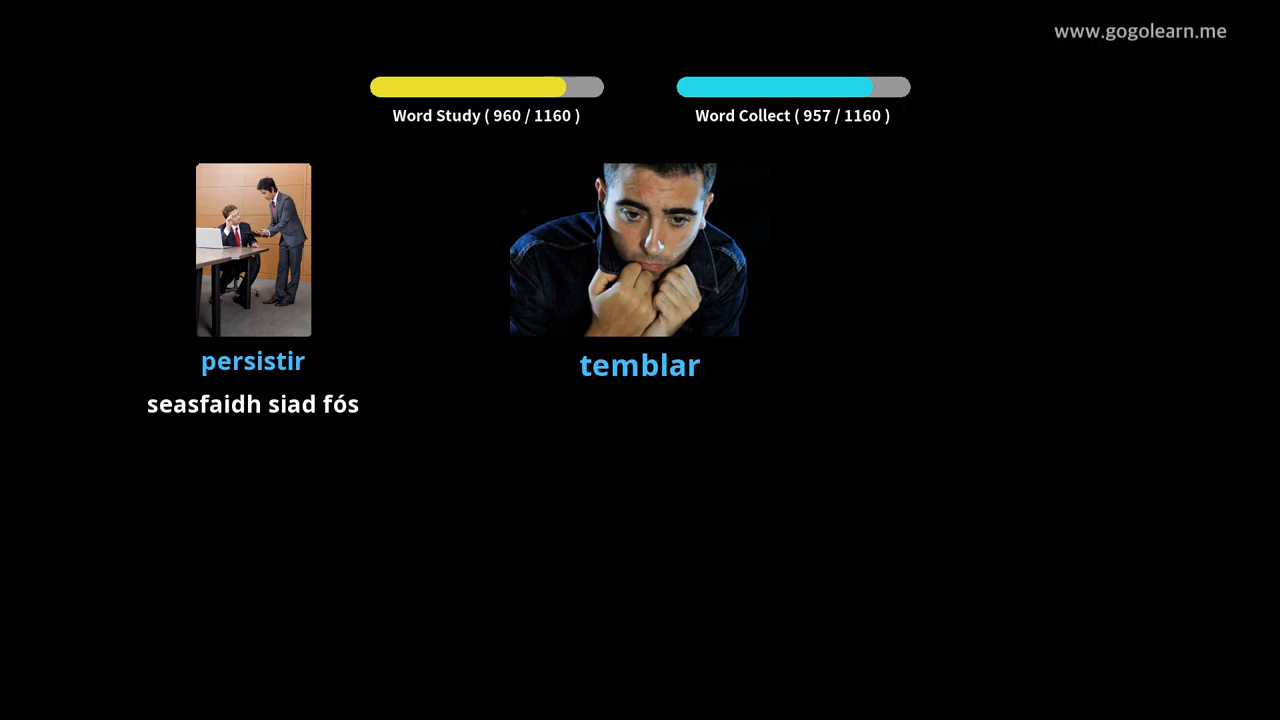 www.gogolearn.me
Word Study ( 960 / 1160 )
Word Collect ( 957 / 1160 )
persistir
temblar
seasfaidh siad fós